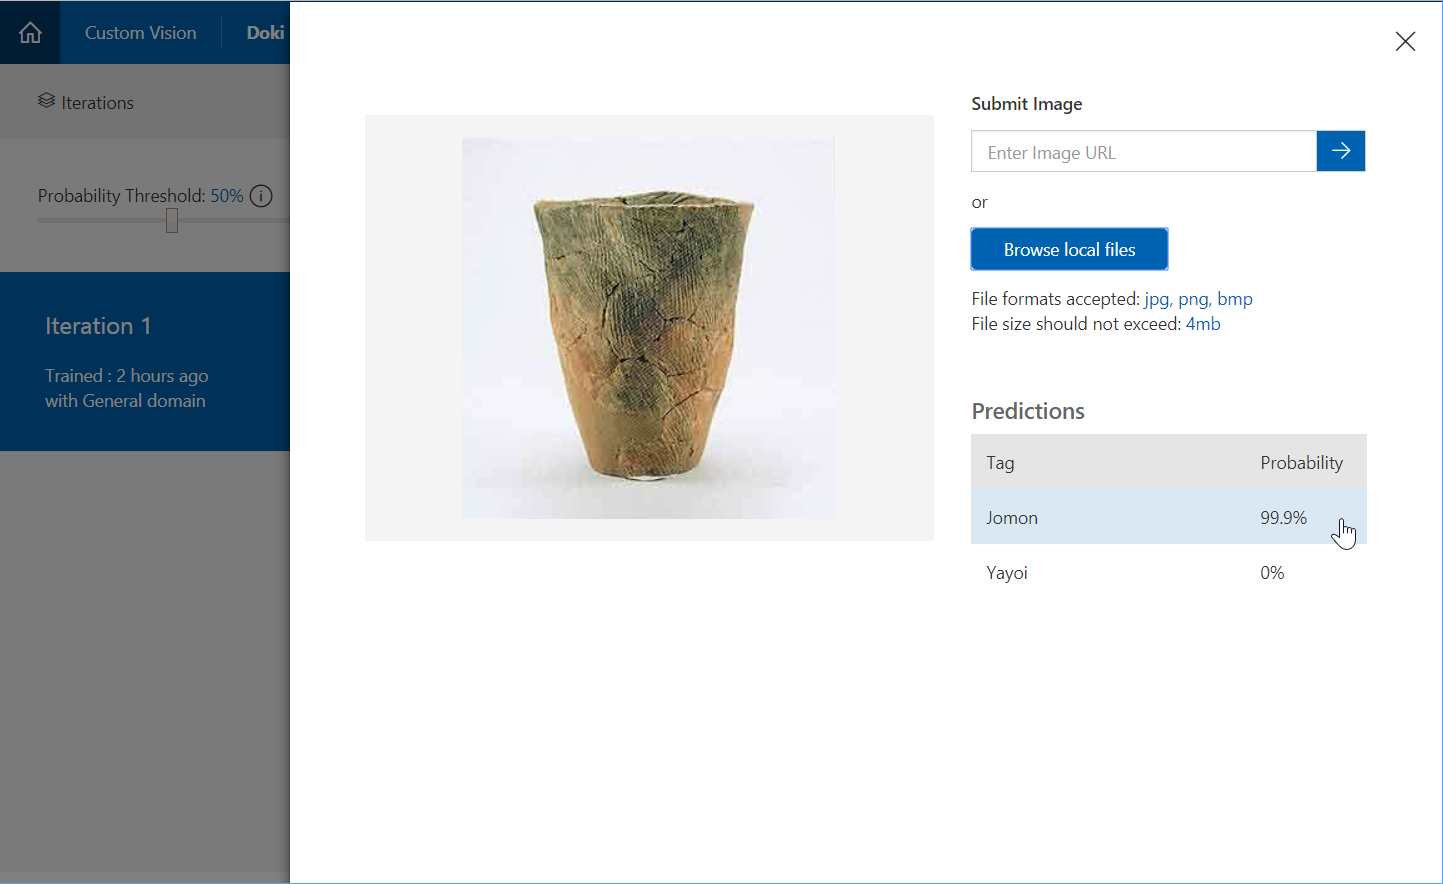 Custom Vision
Doki
Iterations
Probability Threshold: 50%
Iteration 1
Trained : 2 hours ago
with General domain
Submit Image
Enter Image URL
or
Browse local files
File formats accepted: jpg, png, bmp
File size should not exceed: 4mb
Predictions
Tag Probability
Jomon 99.9%
Yayoi 0%